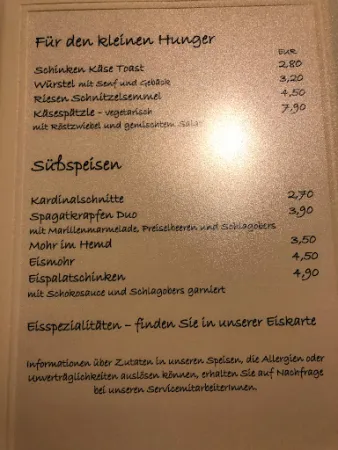 Für den kleinen Hunger
EUR
Schinken Käse Toast 2,80
Würstel mit Senf und Gebäck 3,20
Riesen Schnitzelsemmel 4,50
Käsespätzle - vegetarisch 7,90
mit Röstzwiebel und gemischtem Salat
Süßspeisen
Kardinalschnitte 2,70
Spagatkrapfen Duo 3,90
mit Marillenmarmelade, Preiselbeeren und Schlagobers
Mohr im Hemd 3,50
Eismohr 4,50
Eispalatschinken 4,90
mit Schokosauce und Schlagobers garniert
Eisspezialitäten – finden Sie in unserer Eiskarte
Informationen über Zutaten in unseren Speisen, die Allergien oder
Unverträglichkeiten auslösen können, erhalten Sie auf Nachfrage
bei unseren ServicemitarbeiterInnen.